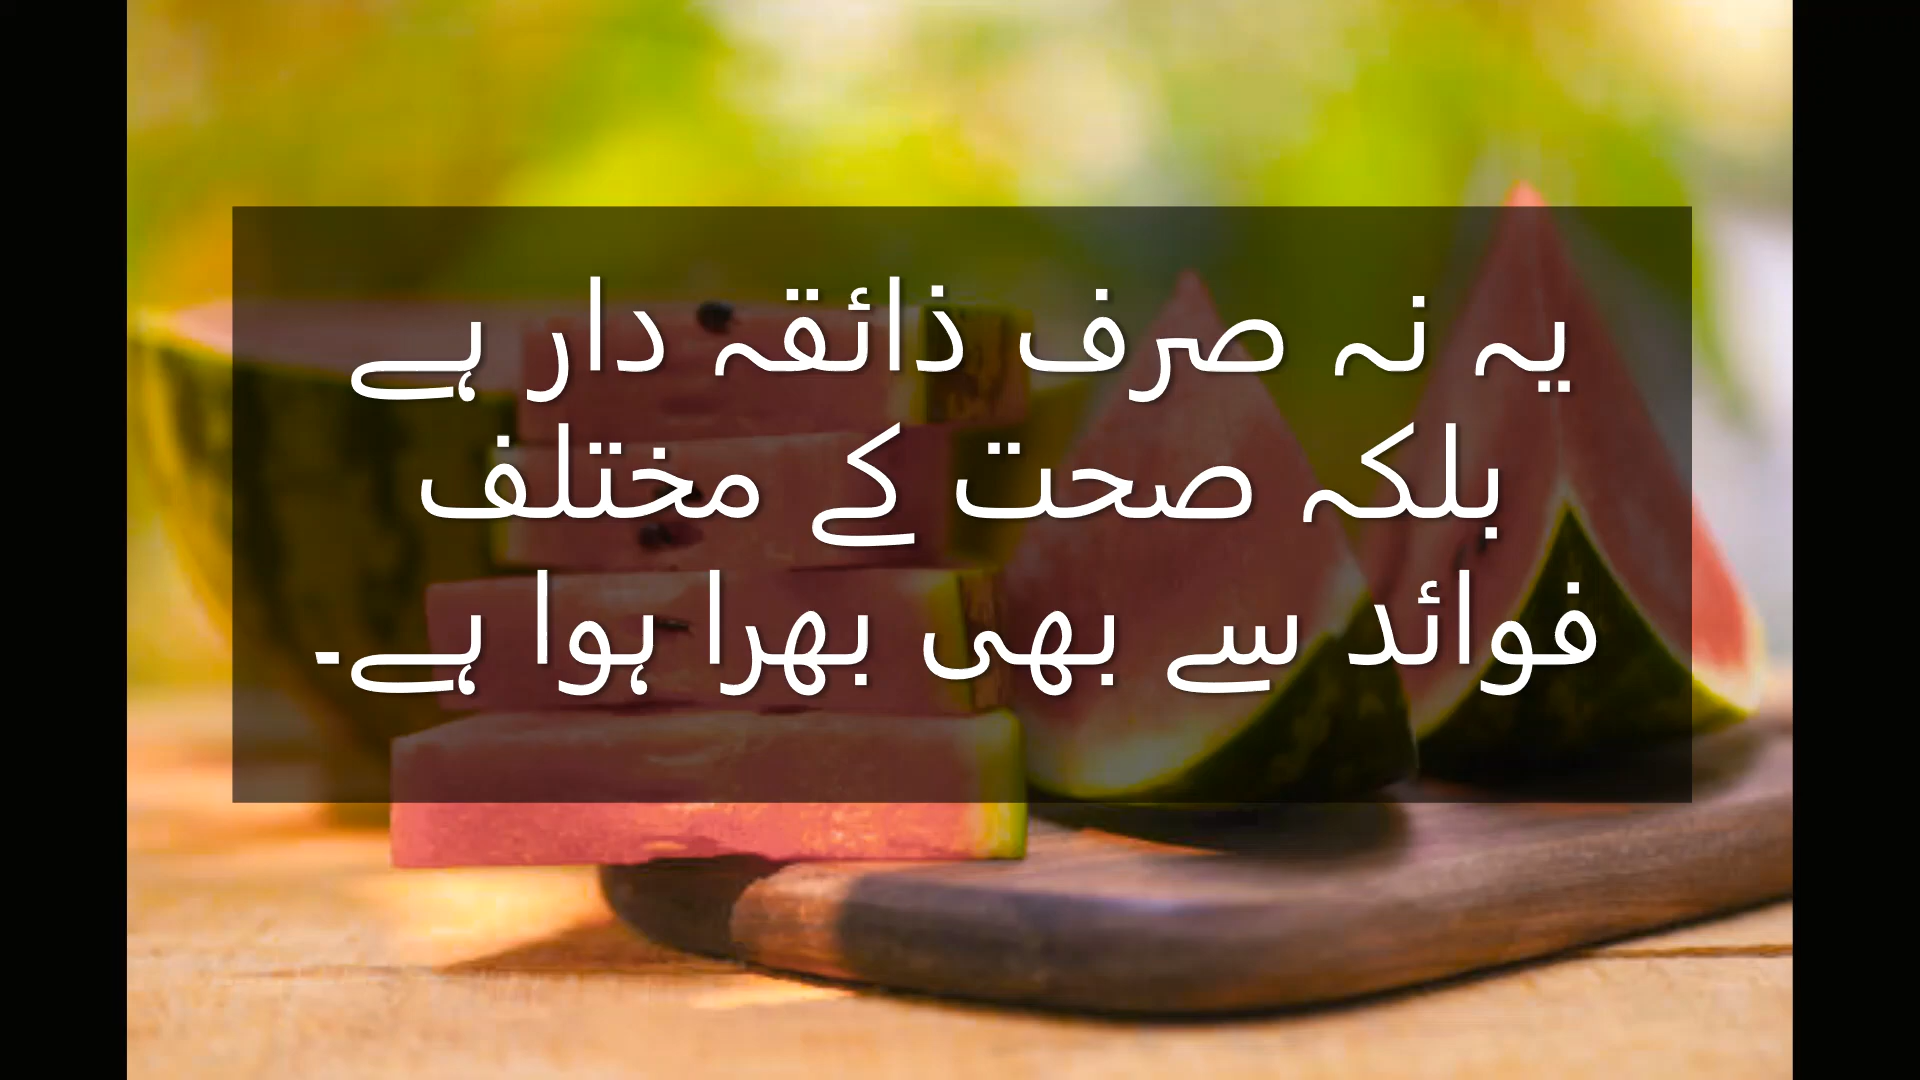 یہ نہ صرف ذائقہ دار ہے
بلکہ صحت کے مختلف
فوائد سے بھی بھرا ہوا ہے۔